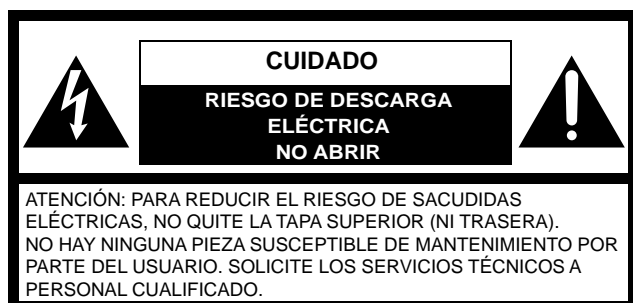 CUIDADO
RIESGO DE DESCARGA
ELÉCTRICA
NO ABRIR
ATENCIÓN: PARA REDUCIR EL RIESGO DE SACUDIDAS
ELÉCTRICAS, NO QUITE LA TAPA SUPERIOR (NI TRASERA).
NO HAY NINGUNA PIEZA SUSCEPTIBLE DE MANTENIMIENTO POR
PARTE DEL USUARIO. SOLICITE LOS SERVICIOS TÉCNICOS A
PERSONAL CUALIFICADO.